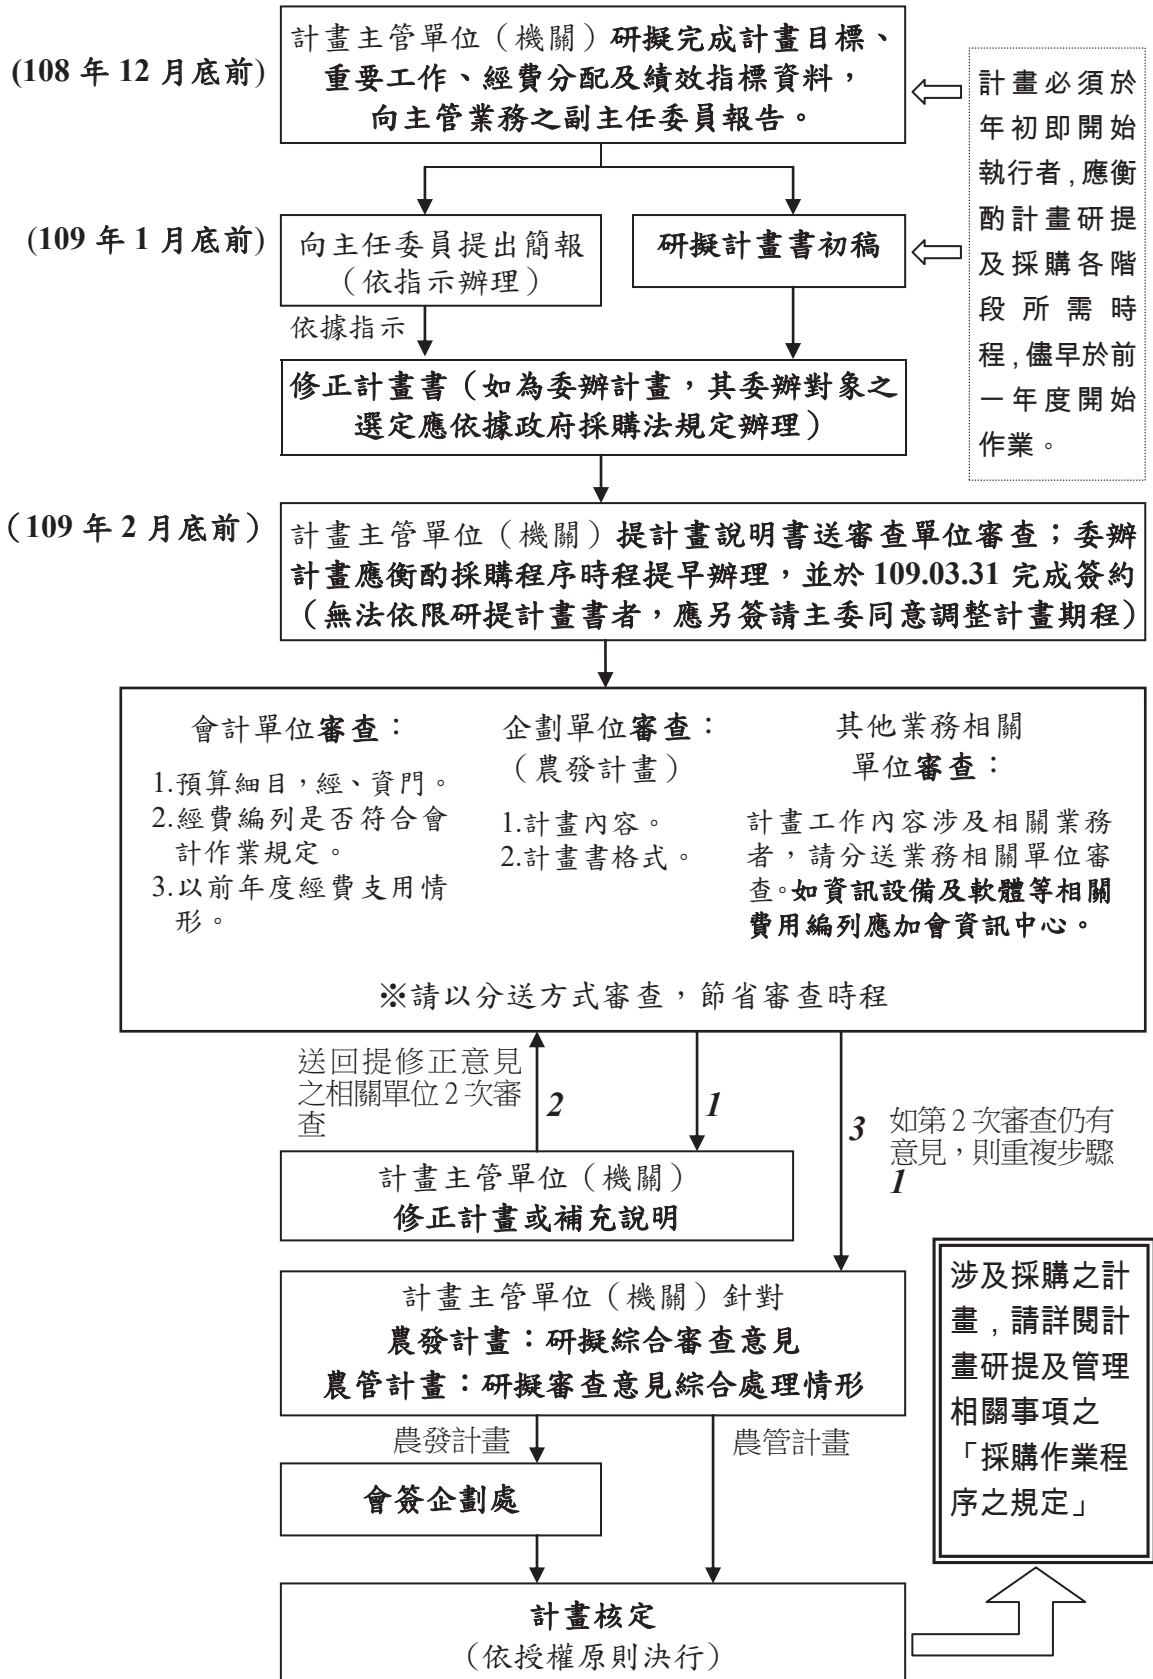 計畫主管單位（機關）研擬完成計畫目標、
重要工作、經費分配及績效指標資料，
向主管業務之副主任委員報告。
(108 年 12 月底前)
計畫必須於
年初即開始
執行者，應衡
酌計畫研提
及採購各階
段所需時
程，儘早於前
一年度開始
作業。
(109 年 1 月底前)
向主任委員提出簡報
（依指示辦理）
研擬計畫書初稿
依據指示
修正計畫書（如為委辦計畫，其委辦對象之
選定應依據政府採購法規定辦理）
（109 年 2 月底前）
計畫主管單位（機關）提計畫說明書送審查單位審查；委辦
計畫應衡酌採購程序時程提早辦理，並於 109.03.31 完成簽約
（無法依限研提計畫書者，應另簽請主委同意調整計畫期程）
會計單位審查：
1.預算細目，經、資門。
2.經費編列是否符合會
計作業規定。
3.以前年度經費支用情
形。
企劃單位審查：
（農發計畫）
1.計畫內容。
2.計畫書格式。
其他業務相關
單位審查：
計畫工作內容涉及相關業務
者，請分送業務相關單位審
查。如資訊設備及軟體等相關
費用編列應加會資訊中心。
※請以分送方式審查，節省審查時程
送回提修正意見
之相關單位2次審
查
2
1
3
如第2次審查仍有
意見，則重複步驟
1
計畫主管單位（機關）
修正計畫或補充說明
計畫主管單位（機關）針對
農發計畫：研擬綜合審查意見
農管計畫：研擬審查意見綜合處理情形
農發計畫
農管計畫
會簽企劃處
計畫核定
（依授權原則決行）
涉及採購之計
畫，請詳閱計
畫研提及管理
相關事項之
「採購作業程
序之規定」